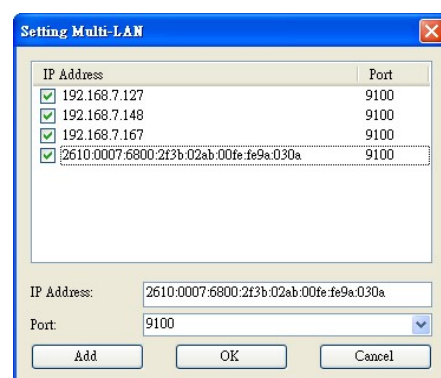 Setting Multi-LAN
IP Address Port
192.168.7.127 9100
192.168.7.148 9100
192.168.7.167 9100
2610:0007:6800:2f3b:02ab:00fe:fe9a:030a 9100
IP Address: 2610:0007:6800:2f3b:02ab:00fe:fe9a:030a
Port: 9100
Add OK Cancel